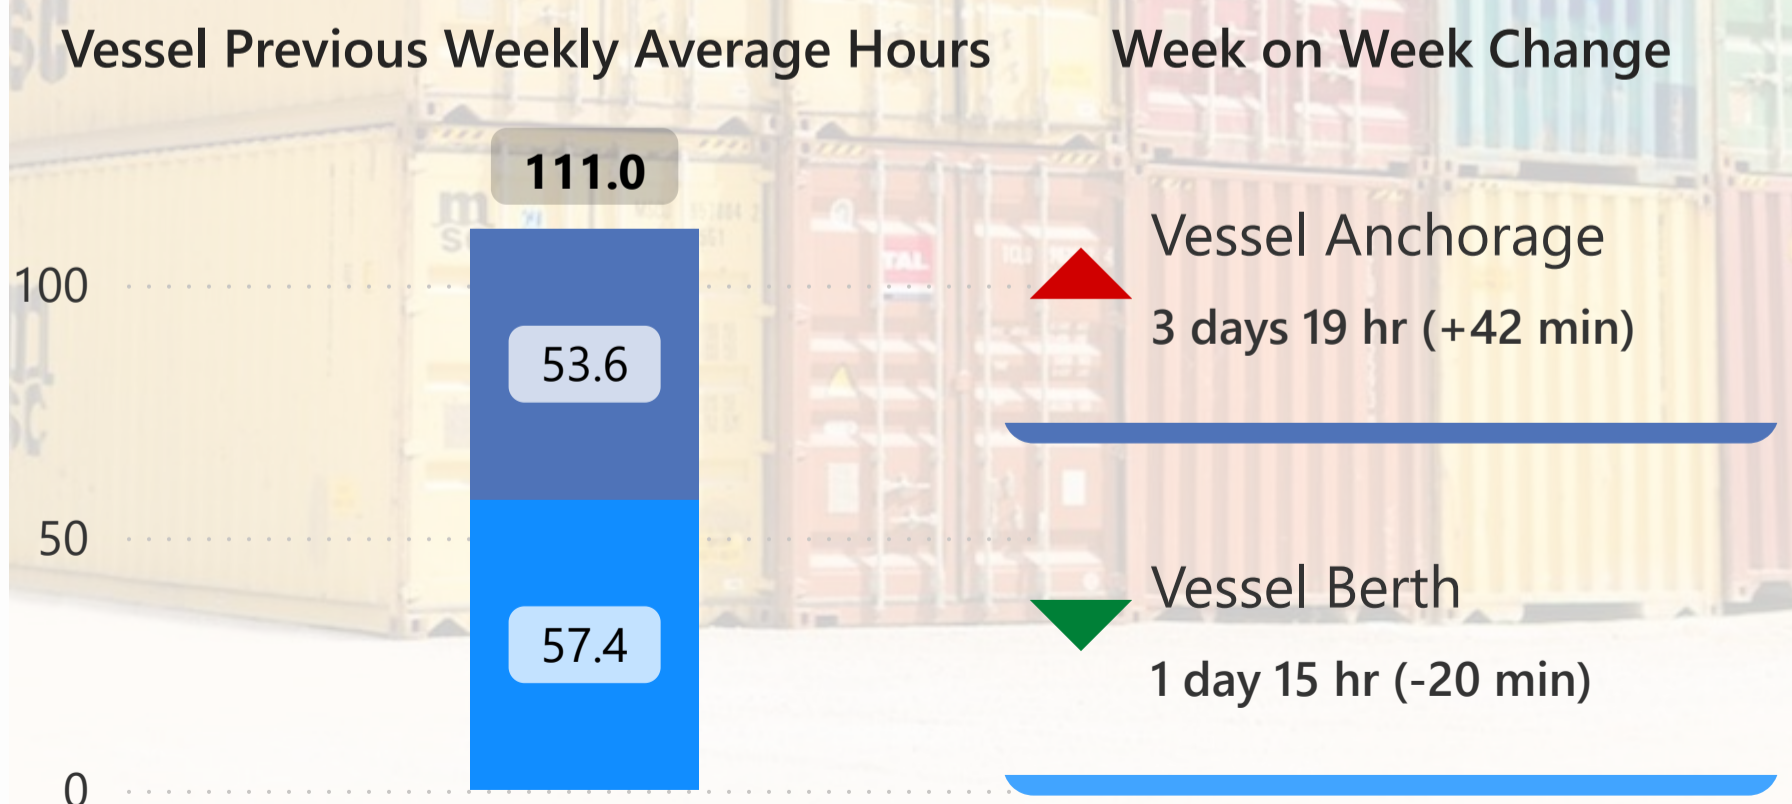 Vessel Previous Weekly Average Hours
Week on Week Change
111.0
100
53.6
50
57.4
0
Vessel Anchorage
3 days 19 hr (+42 min)
Vessel Berth
1 day 15 hr (-20 min)
TAL